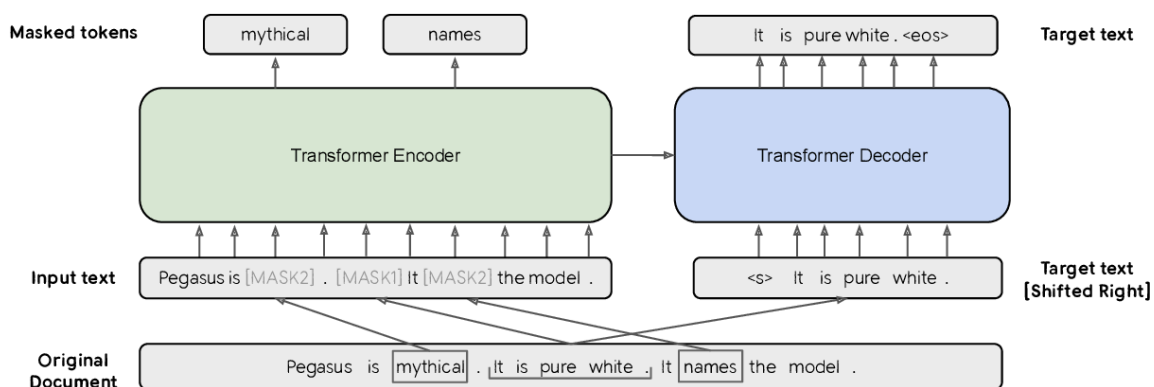 Masked tokens mythical names It is pure white . <eos> Target text
Transformer Encoder Transformer Decoder
Input text Pegasus is [MASK2] . [MASK1] It [MASK2] the model . <s> It is pure white . Target text
[Shifted Right]
Original
Document Pegasus is mythical . It is pure white . It names the model .